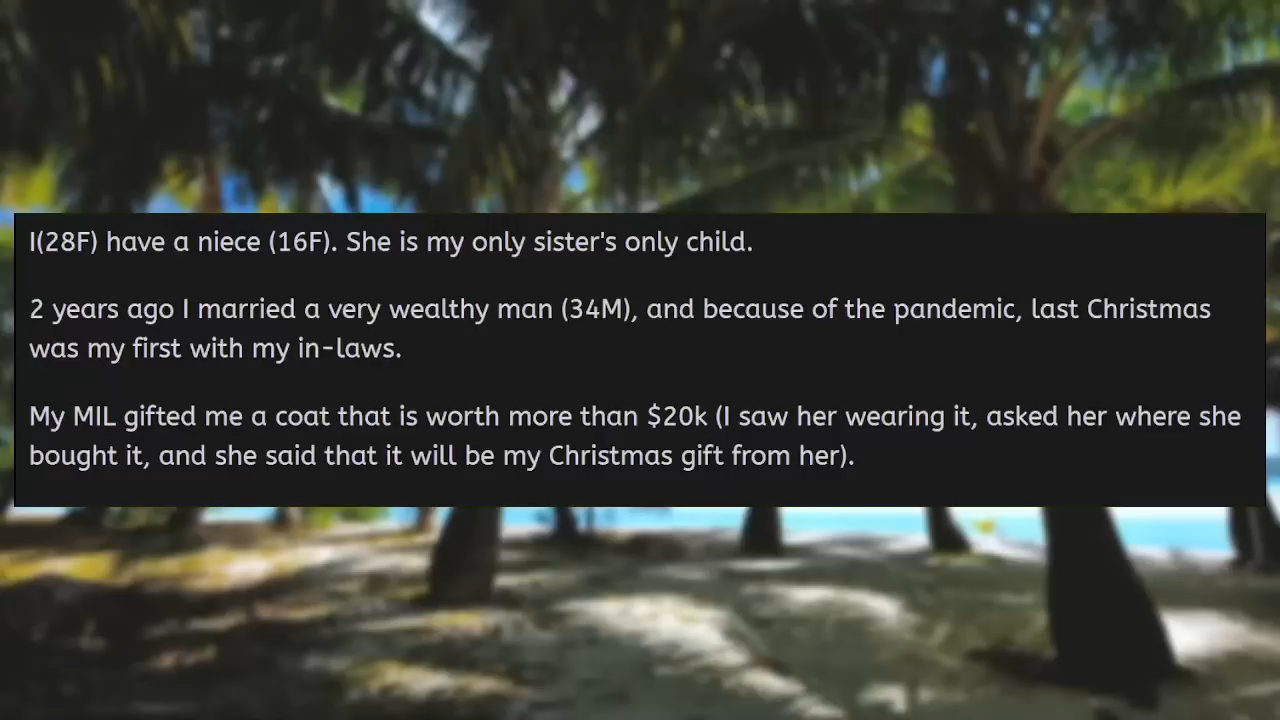 I(28F) have a niece (16F). She is my only sister's only child.
2 years ago I married a very wealthy man (34M), and because of the pandemic, last Christmas
was my first with my in-laws.
My MIL gifted me a coat that is worth more than $20k (I saw her wearing it, asked her where she
bought it, and she said that it will be my Christmas gift from her).